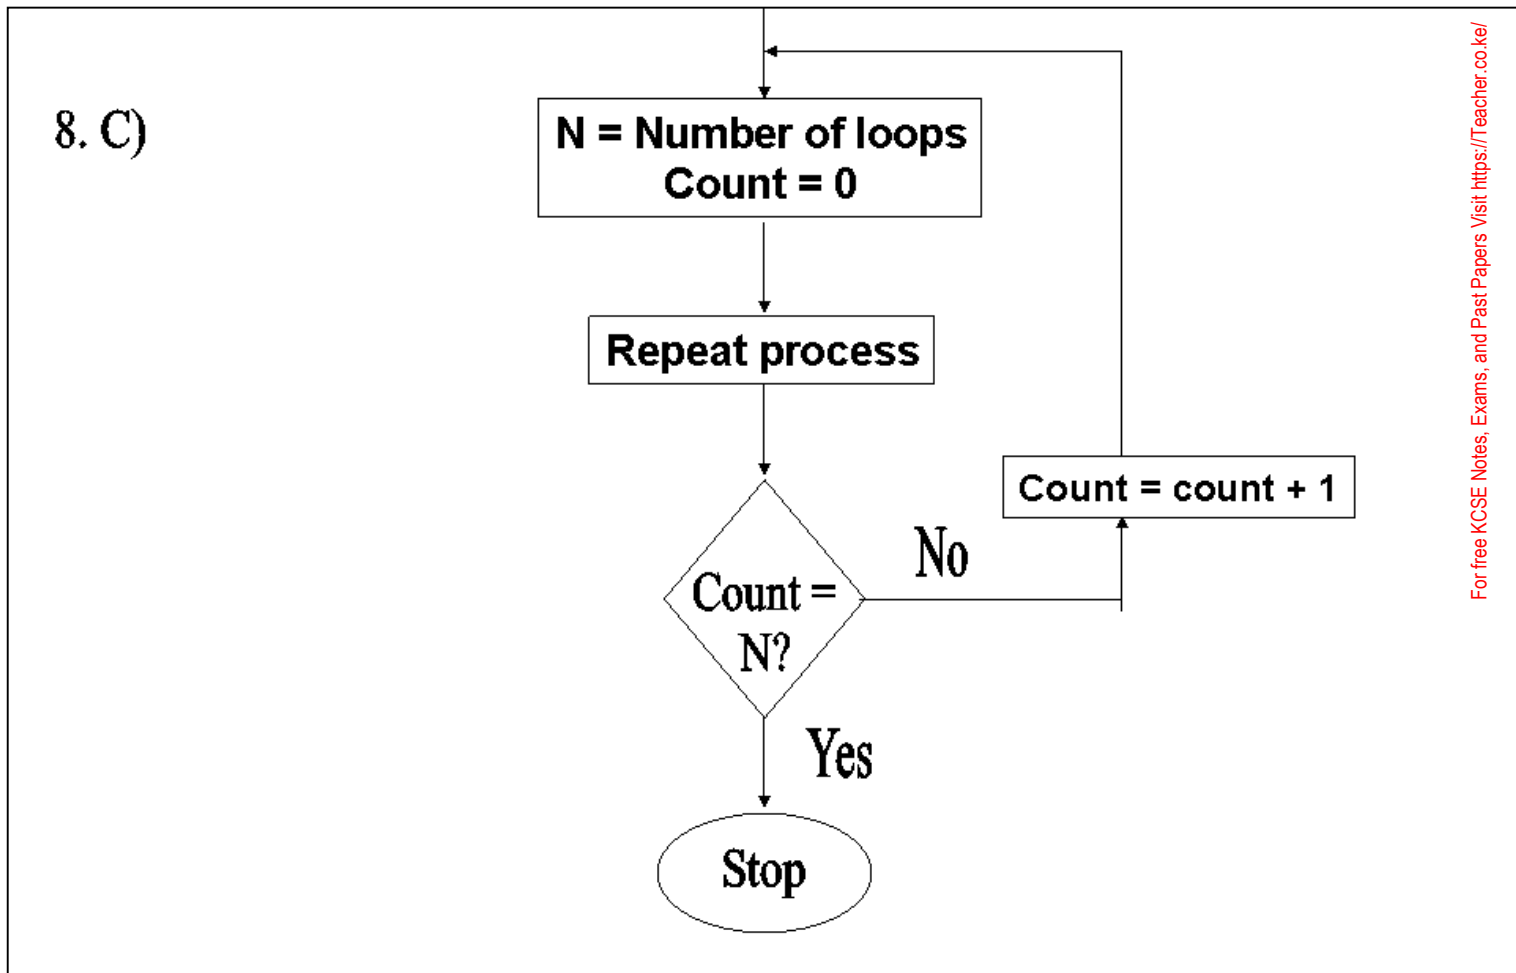 8. C)
N = Number of loops
Count = 0
Repeat process
Count = count + 1
No
Count =
N?
Yes
Stop
For free KCSE Notes, Exams, and Past Papers Visit https://Teacher.co.ke/